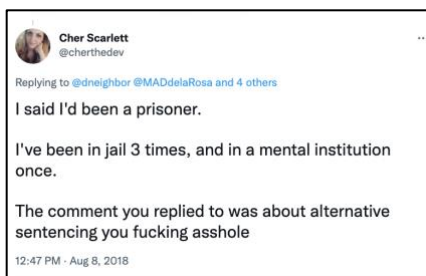 Cher Scarlett
@cherthedev
Replying to @dneighbor @MADdelaRosa and 4 others
I said I'd been a prisoner.
I've been in jail 3 times, and in a mental institution
once.
The comment you replied to was about alternative
sentencing you fucking asshole
12:47 PM · Aug 8, 2018